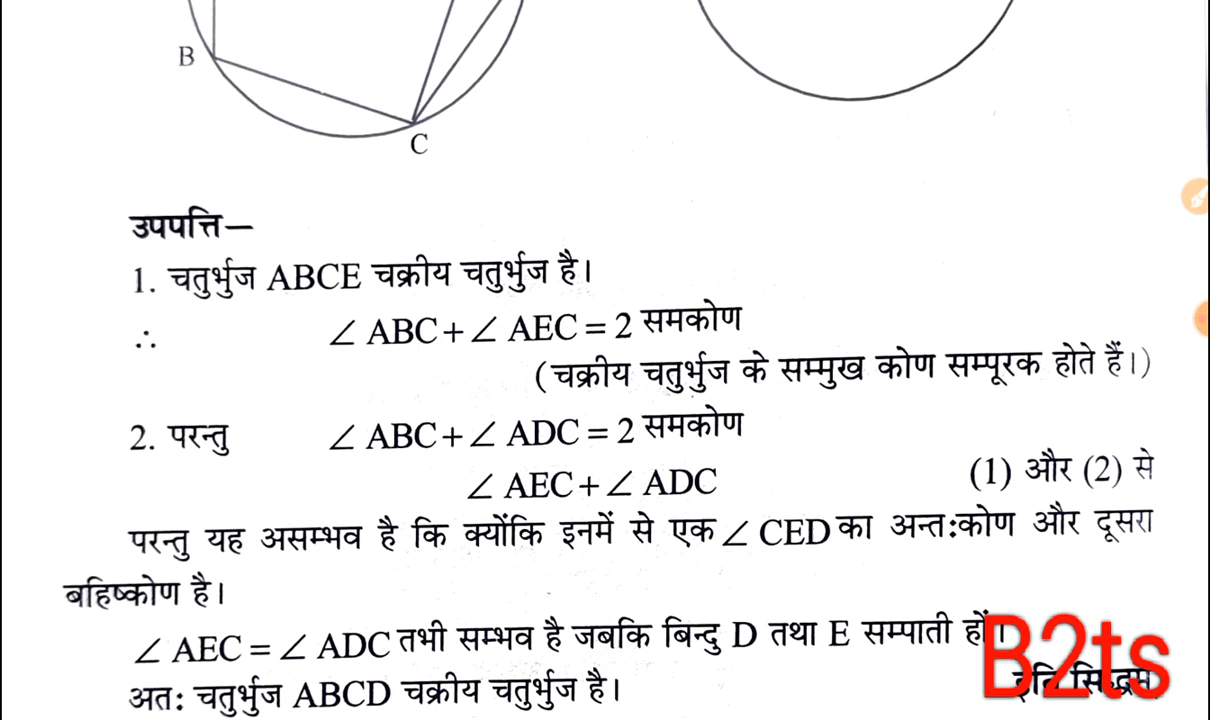 B
C
उपपत्ति—
1. चतुर्भुज ABCE चक्रीय चतुर्भुज है।
∴ ∠ ABC + ∠ AEC = 2 समकोण
(चक्रीय चतुर्भुज के सम्मुख कोण सम्पूरक होते हैं।)
2. परन्तु ∠ ABC + ∠ ADC = 2 समकोण
∠ AEC + ∠ ADC (1) और (2) से
परन्तु यह असम्भव है कि क्योंकि इनमें से एक ∠ CED का अन्त:कोण और दूसरा
बहिष्कोण है।
∠ AEC = ∠ ADC तभी सम्भव है जबकि बिन्दु D तथा E सम्पाती हों।
अत: चतुर्भुज ABCD चक्रीय चतुर्भुज है।
B2ts